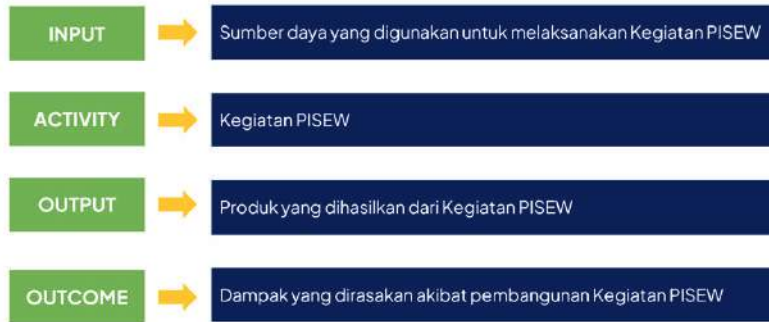 INPUT
Sumber daya yang digunakan untuk melaksanakan Kegiatan PISEW
ACTIVITY
Kegiatan PISEW
OUTPUT
Produk yang dihasilkan dari Kegiatan PISEW
OUTCOME
Dampak yang dirasakan akibat pembangunan Kegiatan PISEW